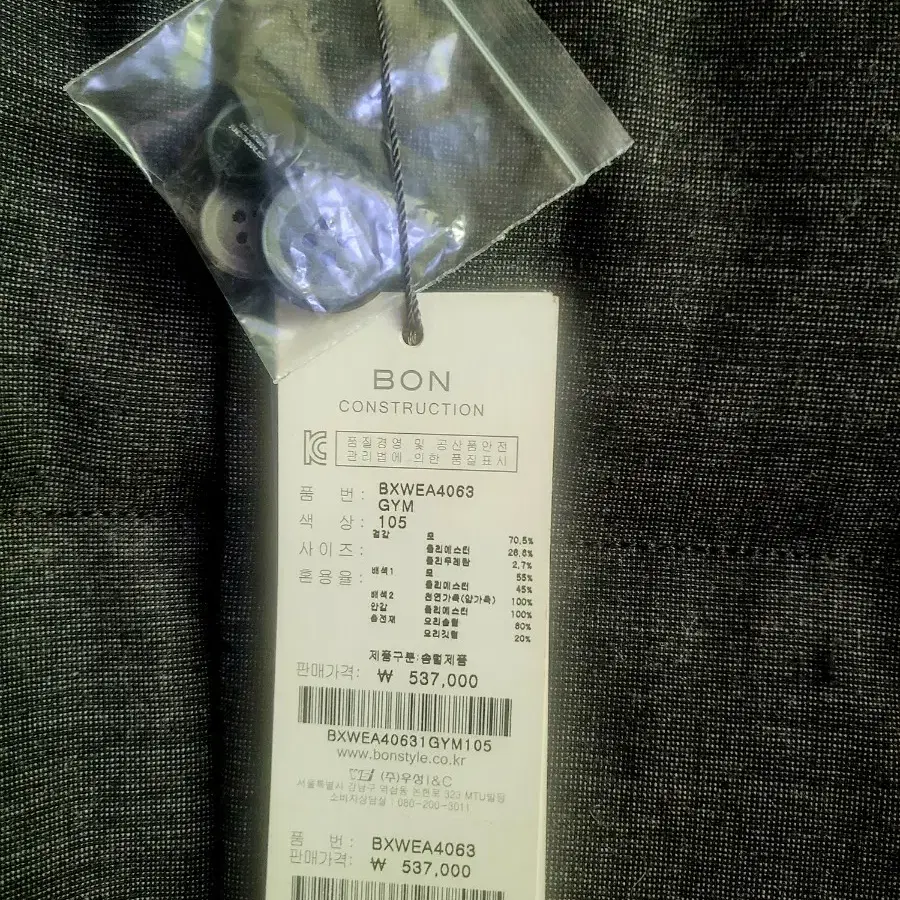 BON
CONSTRUCTION
품질경영 및 공산품안전
관리법에 의한 품질표시
품 번: BXWEA4063
GYM
색 상: 105
사이즈:
혼용율:
겉감 모 70.5%
폴리에스터 26.8%
폴리우레탄 2.7%
배색1 모 55%
폴리에스터 45%
배색2 천연가죽(양가죽) 100%
안감 폴리에스터 100%
충전재 오리솜털 80%
오리깃털 20%
제품구분:솜털제품
판매가격: ₩ 537,000
BXWEA40631GYM105
www.bonstyle.co.kr
(주)우성I&C
서울특별시 강남구 역삼동 논현로 323 MTU빌딩
소비자상담실 : 080-200-3011
품 번: BXWEA4063
판매가격: ₩ 537,000